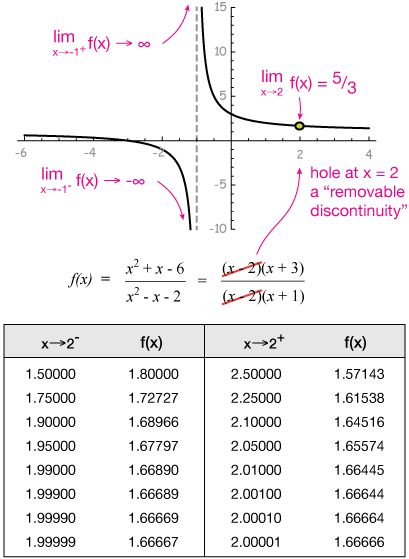 lim f(x) → ∞
x→-1⁺
lim f(x) = 5/3
x→2
lim f(x) → -∞
x→-1⁻
15
10
5
-5
-10
-6
-4
-2
2
4
hole at x = 2
a “removable
discontinuity”
f(x) = x² + x - 6 / x² - x - 2 = (x - 2)(x + 3) / (x - 2)(x + 1)
x→2⁻ f(x) x→2⁺ f(x)
1.50000 1.80000 2.50000 1.57143
1.75000 1.72727 2.25000 1.61538
1.90000 1.68966 2.10000 1.64516
1.95000 1.67797 2.05000 1.65574
1.99000 1.66890 2.01000 1.66445
1.99900 1.66689 2.00100 1.66644
1.99990 1.66669 2.00010 1.66664
1.99999 1.66667 2.00001 1.66666